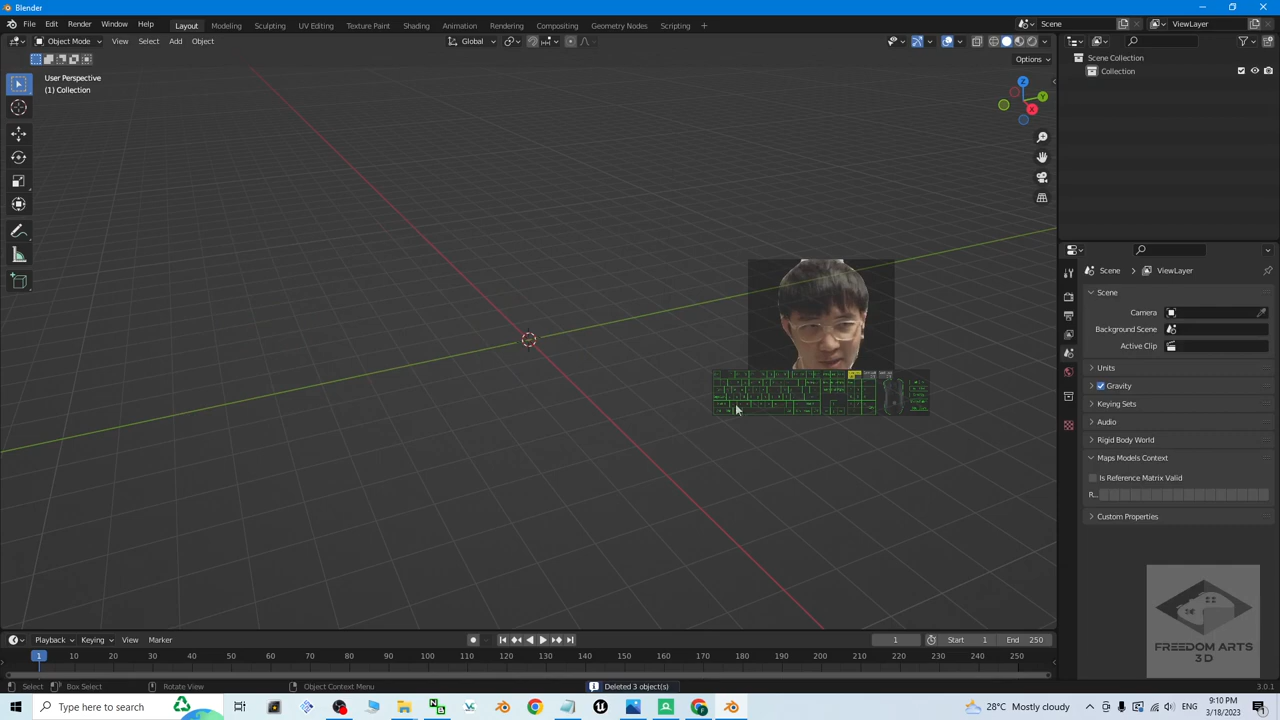 Blender
File Edit Render Window Help Layout Modeling Sculpting UV Editing Texture Paint Shading Animation Rendering Compositing Geometry Nodes Scripting + Scene ViewLayer
Object Mode View Select Add Object Global
Options
User Perspective
(1) Collection
Scene Collection
Collection
Z
Y
X
Scene ViewLayer
Scene
Camera
Background Scene
Active Clip
Units
Gravity
Keying Sets
Audio
Rigid Body World
Maps Models Context
Is Reference Matrix Valid
R...
Custom Properties
FREEDOM ARTS
3D
Playback Keying View Marker 1 Start 1 End 250
1 10 20 30 40 50 60 70 80 90 100 110 120 130 140 150 160 170 180 190 200 210 220 230 240 250
Select Box Select Rotate View Object Context Menu Deleted 3 object(s) 3.0.1
Type here to search 28°C Mostly cloudy ENG 9:10 PM
3/18/2023 1